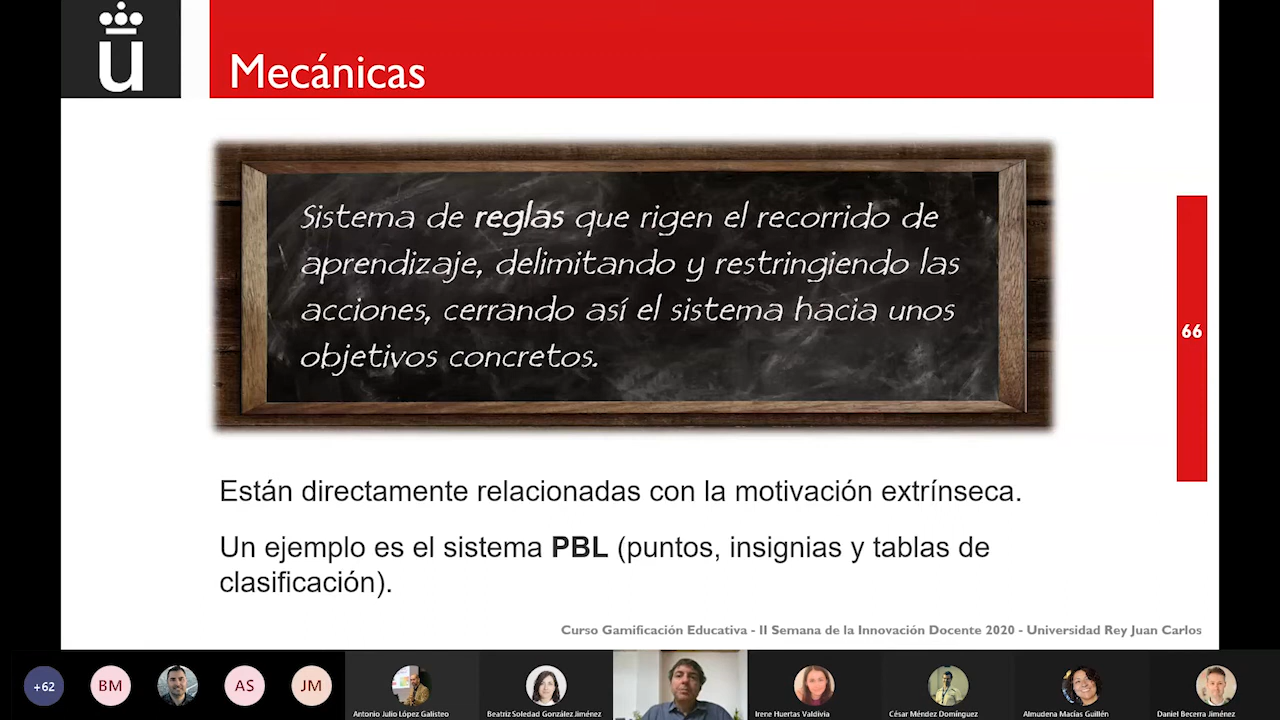 u
Mecánicas
Sistema de reglas que rigen el recorrido de
aprendizaje, delimitando y restringiendo las
acciones, cerrando así el sistema hacia unos
objetivos concretos.
66
Están directamente relacionadas con la motivación extrínseca.
Un ejemplo es el sistema PBL (puntos, insignias y tablas de
clasificación).
Curso Gamificación Educativa - II Semana de la Innovación Docente 2020 - Universidad Rey Juan Carlos
+62
BM
AS
JM
Antonio Julio López Galisteo
Beatriz Soledad González Jiménez
Irene Huertas Valdivia
César Méndez Domínguez
Almudena Macías Guillén
Daniel Becerra Jiménez